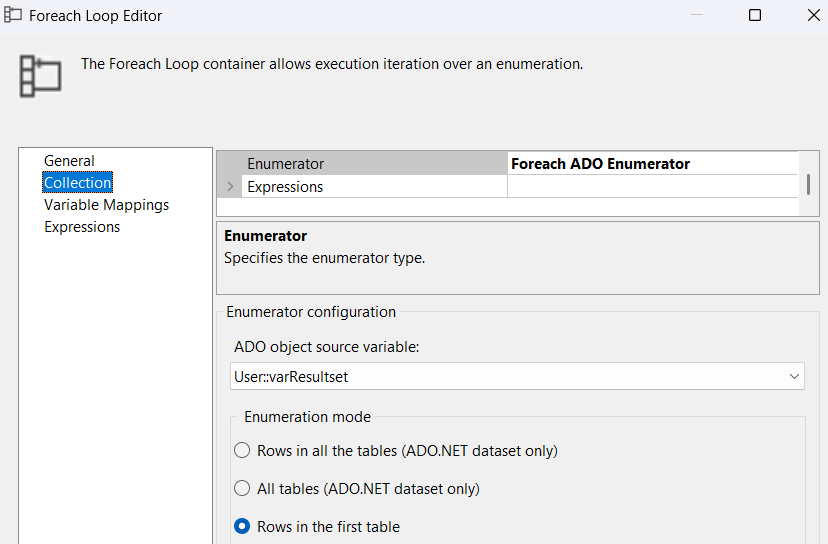 Foreach Loop Editor
The Foreach Loop container allows execution iteration over an enumeration.
General
Collection
Variable Mappings
Expressions
Enumerator Foreach ADO Enumerator
Expressions
Enumerator
Specifies the enumerator type.
Enumerator configuration
ADO object source variable:
User::varResultset
Enumeration mode
Rows in all the tables (ADO.NET dataset only)
All tables (ADO.NET dataset only)
Rows in the first table